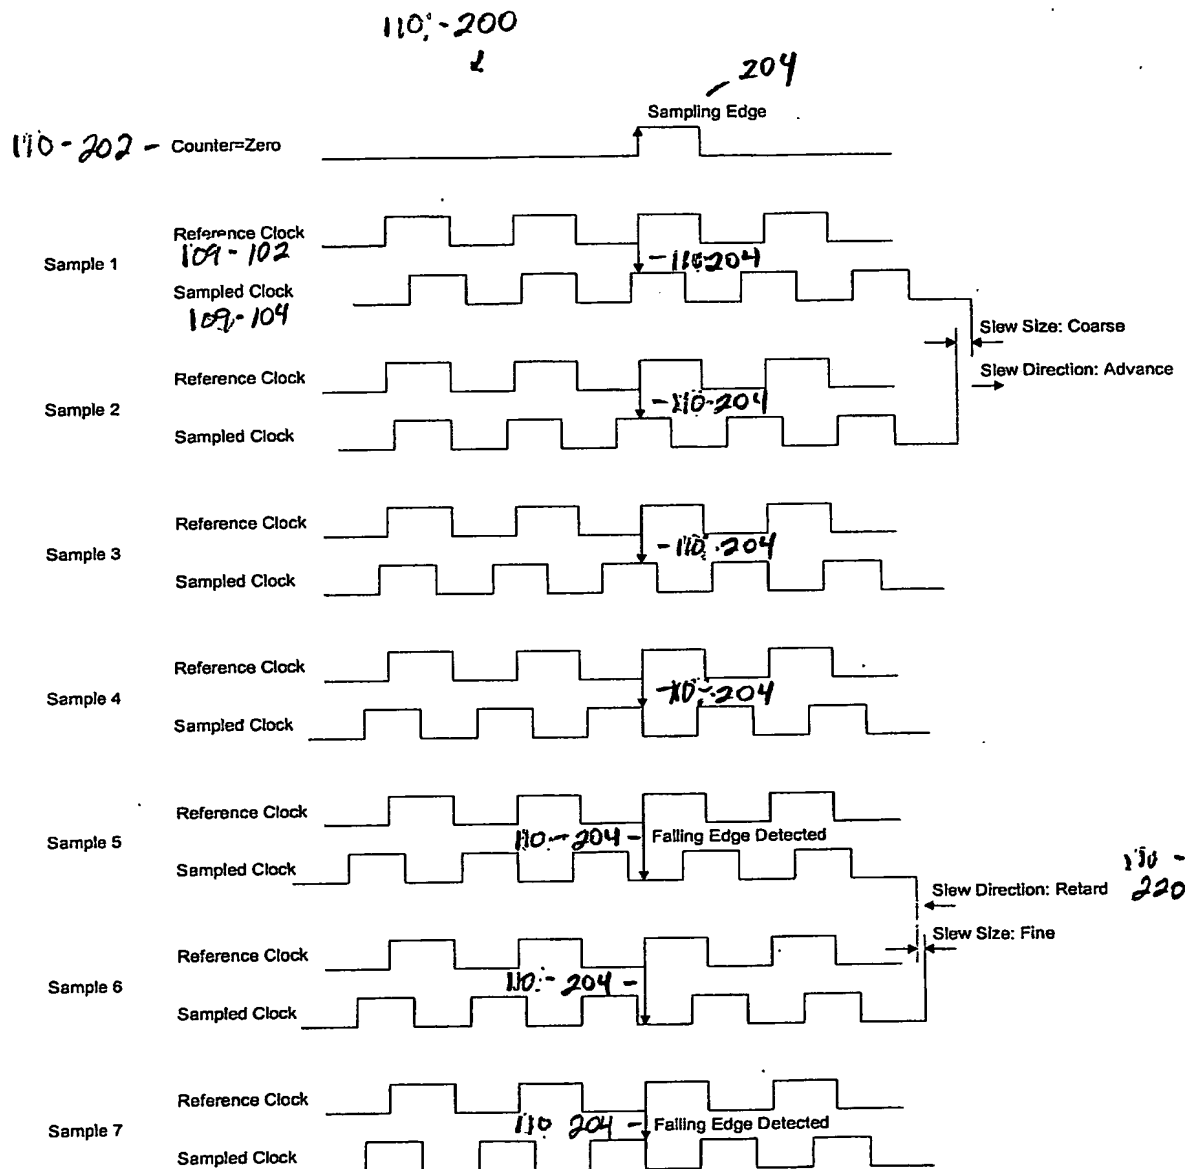 110-200
204
Sampling Edge
110-202 - Counter=Zero
Reference Clock
109-102
Sample 1
110-204
Sampled Clock
109-104
Slew Size: Coarse
Slew Direction: Advance
Reference Clock
Sample 2
110-204
Sampled Clock
Reference Clock
Sample 3
110-204
Sampled Clock
Reference Clock
Sample 4
110-204
Sampled Clock
Reference Clock
Sample 5
110-204
Falling Edge Detected
Sampled Clock
110-
220
Slew Direction: Retard
Slew Size: Fine
Reference Clock
Sample 6
110-204
Sampled Clock
Reference Clock
Sample 7
110 204
Falling Edge Detected
Sampled Clock